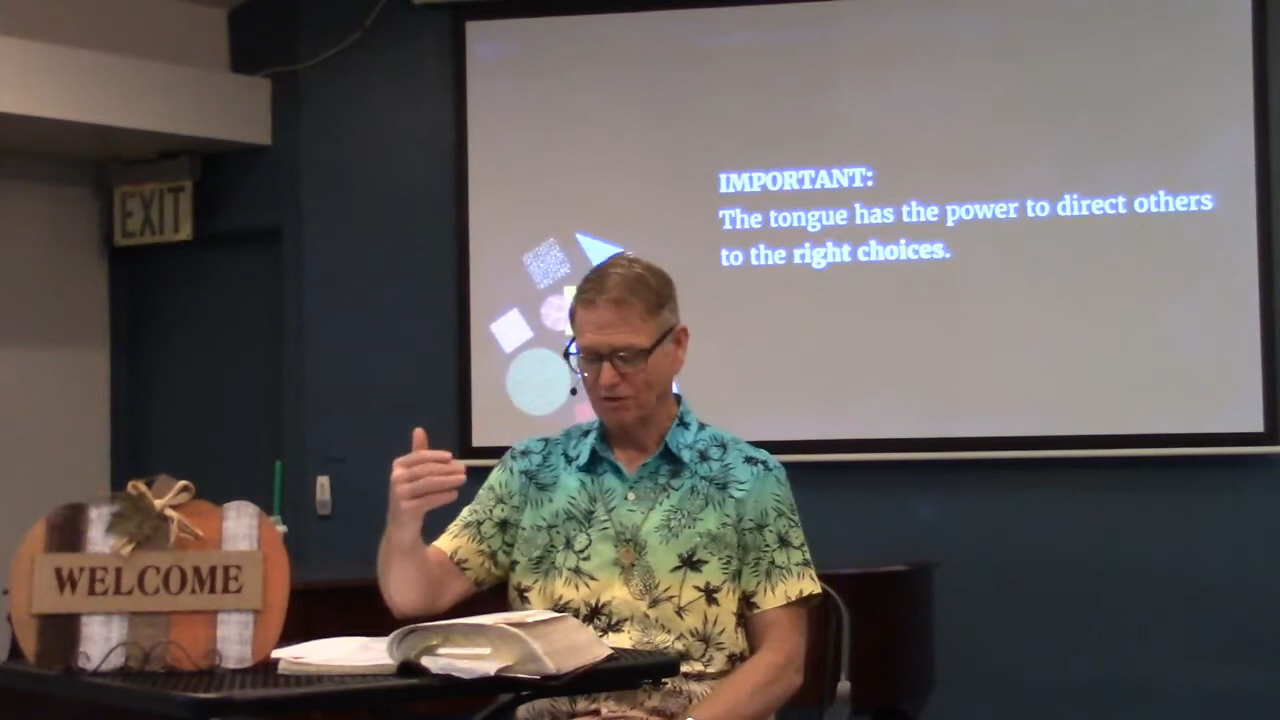 IMPORTANT:
The tongue has the power to direct others
to the right choices.
EXIT
WELCOME